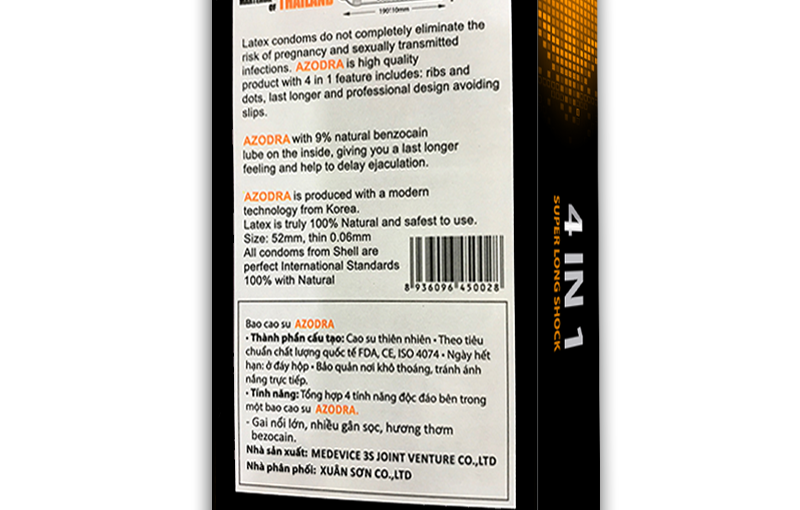 of THAILAND
190*10mm
Latex condoms do not completely eliminate the
risk of pregnancy and sexually transmitted
infections. AZODRA is high quality
product with 4 in 1 feature includes: ribs and
dots, last longer and professional design avoiding
slips.
AZODRA with 9% natural benzocain
lube on the inside, giving you a last longer
feeling and help to delay ejaculation.
AZODRA is produced with a modern
technology from Korea.
Latex is truly 100% Natural and safest to use.
Size: 52mm, thin 0.06mm
All condoms from Shell are
perfect International Standards
100% with Natural
8 936096 450028
Bao cao su AZODRA
• Thành phần cấu tạo: Cao su thiên nhiên • Theo tiêu
chuẩn chất lượng quốc tế FDA, CE, ISO 4074 • Ngày hết
hạn: ở đáy hộp • Bảo quản nơi khô thoáng, tránh ánh
nắng trực tiếp.
• Tính năng: Tổng hợp 4 tính năng độc đáo bên trong
một bao cao su AZODRA.
- Gai nổi lớn, nhiều gân sọc, hương thơm
bezocain.
Nhà sản xuất: MEDEVICE 3S JOINT VENTURE CO.,LTD
Nhà phân phối: XUÂN SƠN CO.,LTD
4 IN 1
SUPER LONG SHOCK